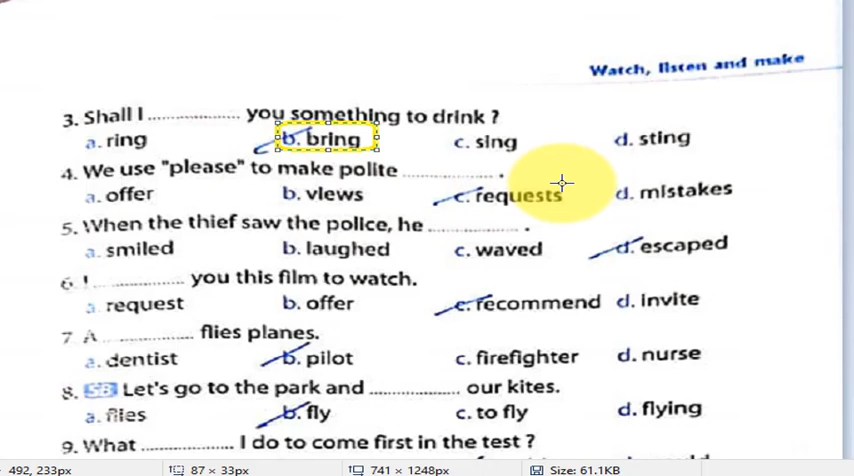 Watch, listen and make
3. Shall I .................... you something to drink ?
a. ring b. bring c. sing d. sting
4. We use "please" to make polite .................... .
a. offer b. views c. requests d. mistakes
5. When the thief saw the police, he .................... .
a. smiled b. laughed c. waved d. escaped
6. I .................... you this film to watch.
a. request b. offer c. recommend d. invite
7. A .................... flies planes.
a. dentist b. pilot c. firefighter d. nurse
8. SB Let's go to the park and .................... our kites.
a. flies b. fly c. to fly d. flying
9. What .................... I do to come first in the test ?
492, 233px 87 × 33px 741 × 1248px Size: 61.1KB